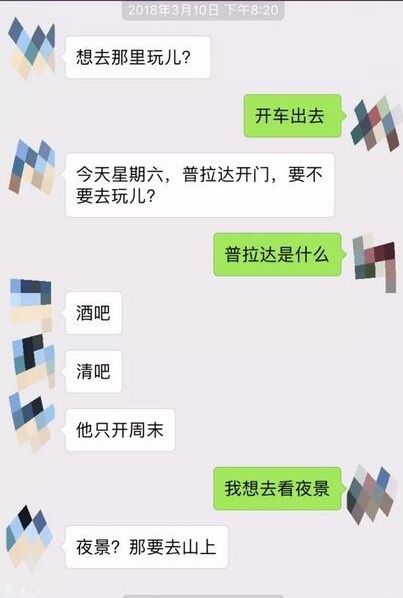 2018年3月10日 下午8:20
想去那里玩儿？
开车出去
今天星期六，普拉达开门，要不
要去玩儿？
普拉达是什么
酒吧
清吧
他只开周末
我想去看夜景
夜景？那要去山上